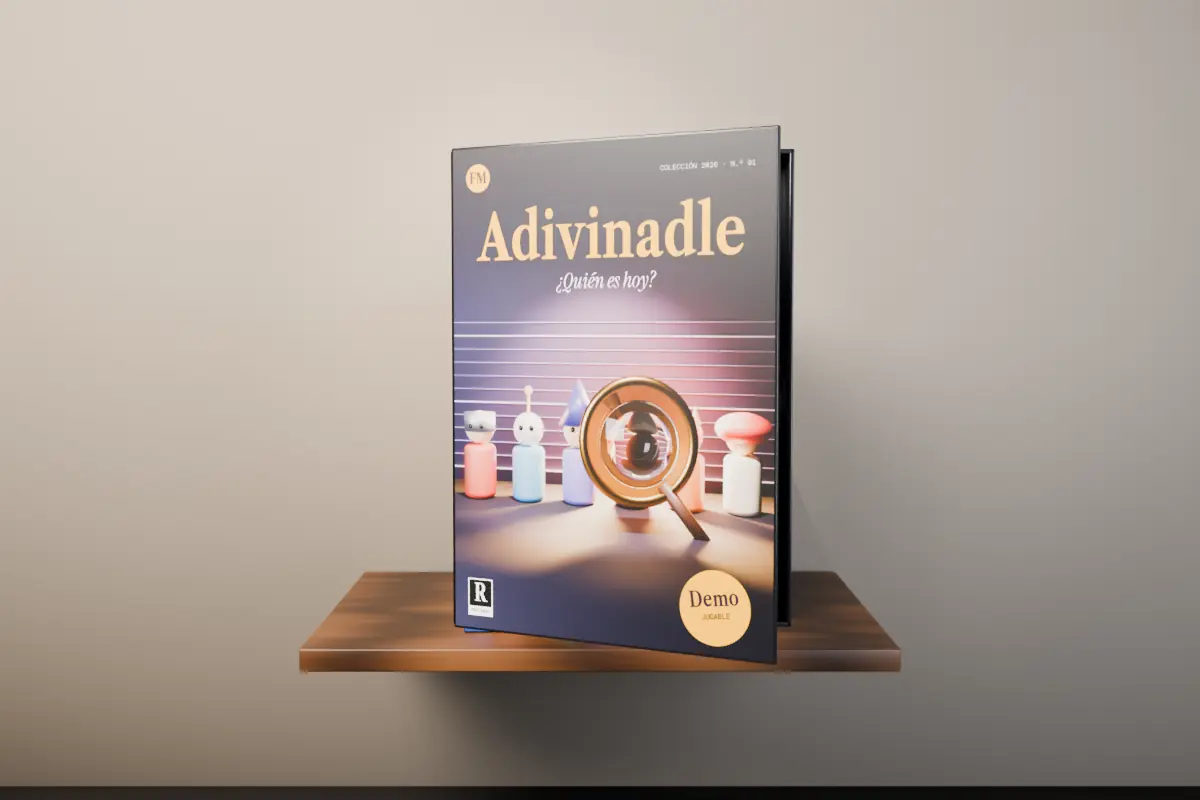 FM
COLECCIÓN 2026 · N.º 01
Adivinadle
¿Quién es hoy?
R
Demo
JUGABLE